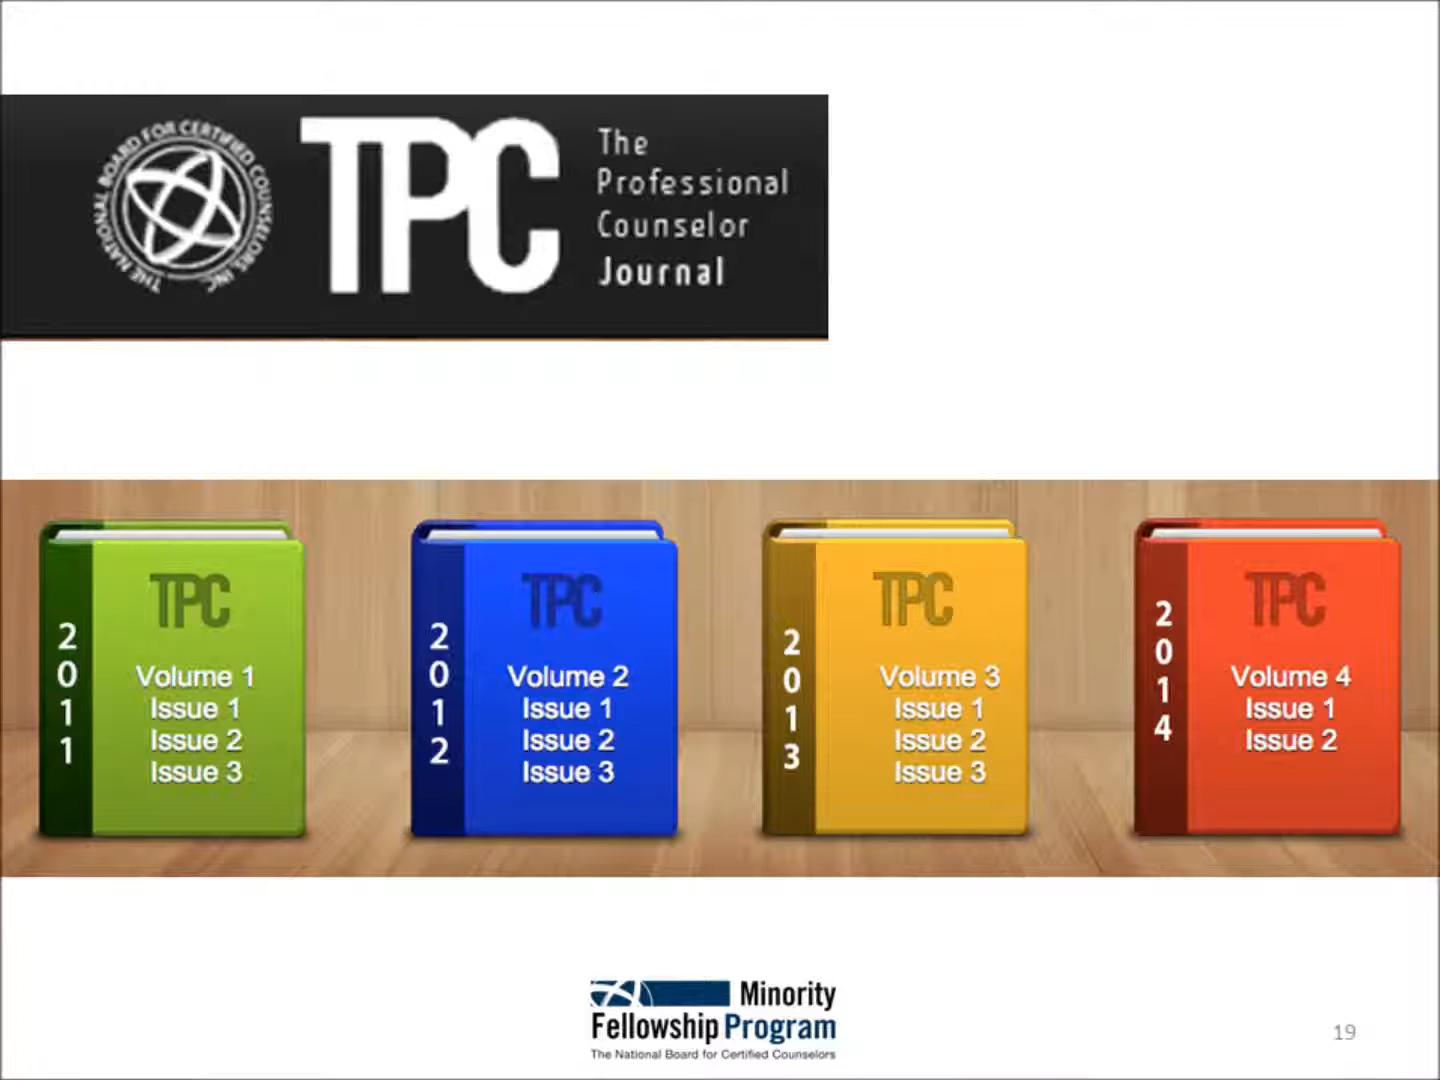 THE NATIONAL BOARD FOR CERTIFIED COUNSELORS, INC
TPC
The
Professional
Counselor
Journal
2011
TPC
Volume 1
Issue 1
Issue 2
Issue 3
2012
TPC
Volume 2
Issue 1
Issue 2
Issue 3
2013
TPC
Volume 3
Issue 1
Issue 2
Issue 3
2014
TPC
Volume 4
Issue 1
Issue 2
Minority
Fellowship Program
The National Board for Certified Counselors
19